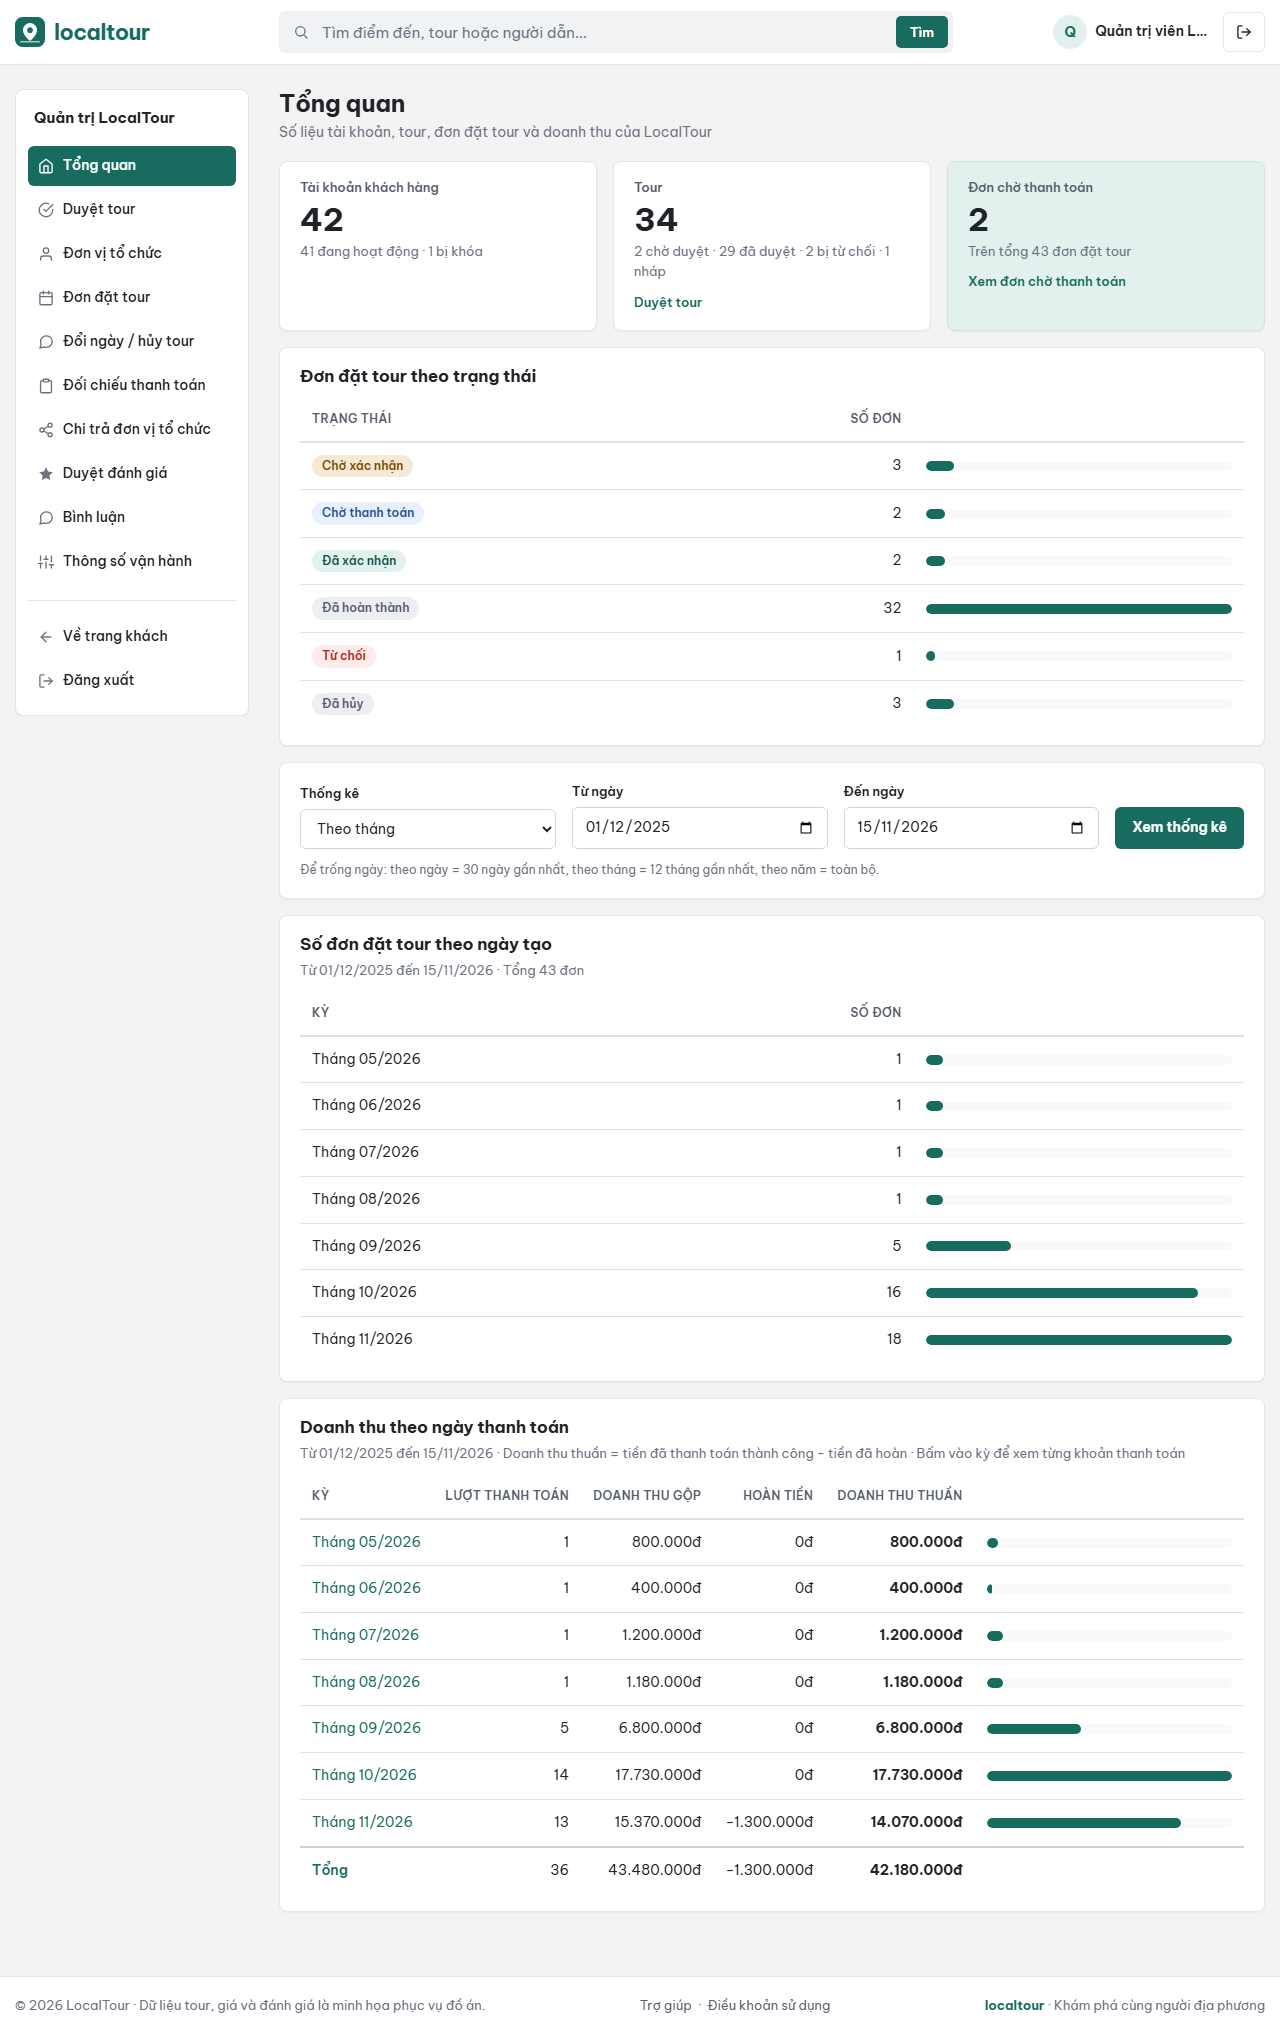 localtour
Tìm điểm đến, tour hoặc người dẫn...
Tìm
Q
Quản trị viên L...
Quản trị LocalTour
Tổng quan
Duyệt tour
Đơn vị tổ chức
Đơn đặt tour
Đổi ngày / hủy tour
Đối chiếu thanh toán
Chi trả đơn vị tổ chức
Duyệt đánh giá
Bình luận
Thông số vận hành
Về trang khách
Đăng xuất
Tổng quan
Số liệu tài khoản, tour, đơn đặt tour và doanh thu của LocalTour
Tài khoản khách hàng
42
41 đang hoạt động · 1 bị khóa
Tour
34
2 chờ duyệt · 29 đã duyệt · 2 bị từ chối · 1
nháp
Duyệt tour
Đơn chờ thanh toán
2
Trên tổng 43 đơn đặt tour
Xem đơn chờ thanh toán
Đơn đặt tour theo trạng thái
TRẠNG THÁI SỐ ĐƠN
Chờ xác nhận 3
Chờ thanh toán 2
Đã xác nhận 2
Đã hoàn thành 32
Từ chối 1
Đã hủy 3
Thống kê
Theo tháng
Từ ngày
01/12/2025
Đến ngày
15/11/2026
Xem thống kê
Để trống ngày: theo ngày = 30 ngày gần nhất, theo tháng = 12 tháng gần nhất, theo năm = toàn bộ.
Số đơn đặt tour theo ngày tạo
Từ 01/12/2025 đến 15/11/2026 · Tổng 43 đơn
KỲ SỐ ĐƠN
Tháng 05/2026 1
Tháng 06/2026 1
Tháng 07/2026 1
Tháng 08/2026 1
Tháng 09/2026 5
Tháng 10/2026 16
Tháng 11/2026 18
Doanh thu theo ngày thanh toán
Từ 01/12/2025 đến 15/11/2026 · Doanh thu thuần = tiền đã thanh toán thành công − tiền đã hoàn · Bấm vào kỳ để xem từng khoản thanh toán
KỲ LƯỢT THANH TOÁN DOANH THU GỘP HOÀN TIỀN DOANH THU THUẦN
Tháng 05/2026 1 800.000đ 0đ 800.000đ
Tháng 06/2026 1 400.000đ 0đ 400.000đ
Tháng 07/2026 1 1.200.000đ 0đ 1.200.000đ
Tháng 08/2026 1 1.180.000đ 0đ 1.180.000đ
Tháng 09/2026 5 6.800.000đ 0đ 6.800.000đ
Tháng 10/2026 14 17.730.000đ 0đ 17.730.000đ
Tháng 11/2026 13 15.370.000đ −1.300.000đ 14.070.000đ
Tổng 36 43.480.000đ −1.300.000đ 42.180.000đ
© 2026 LocalTour · Dữ liệu tour, giá và đánh giá là minh họa phục vụ đồ án.
Trợ giúp · Điều khoản sử dụng
localtour · Khám phá cùng người địa phương